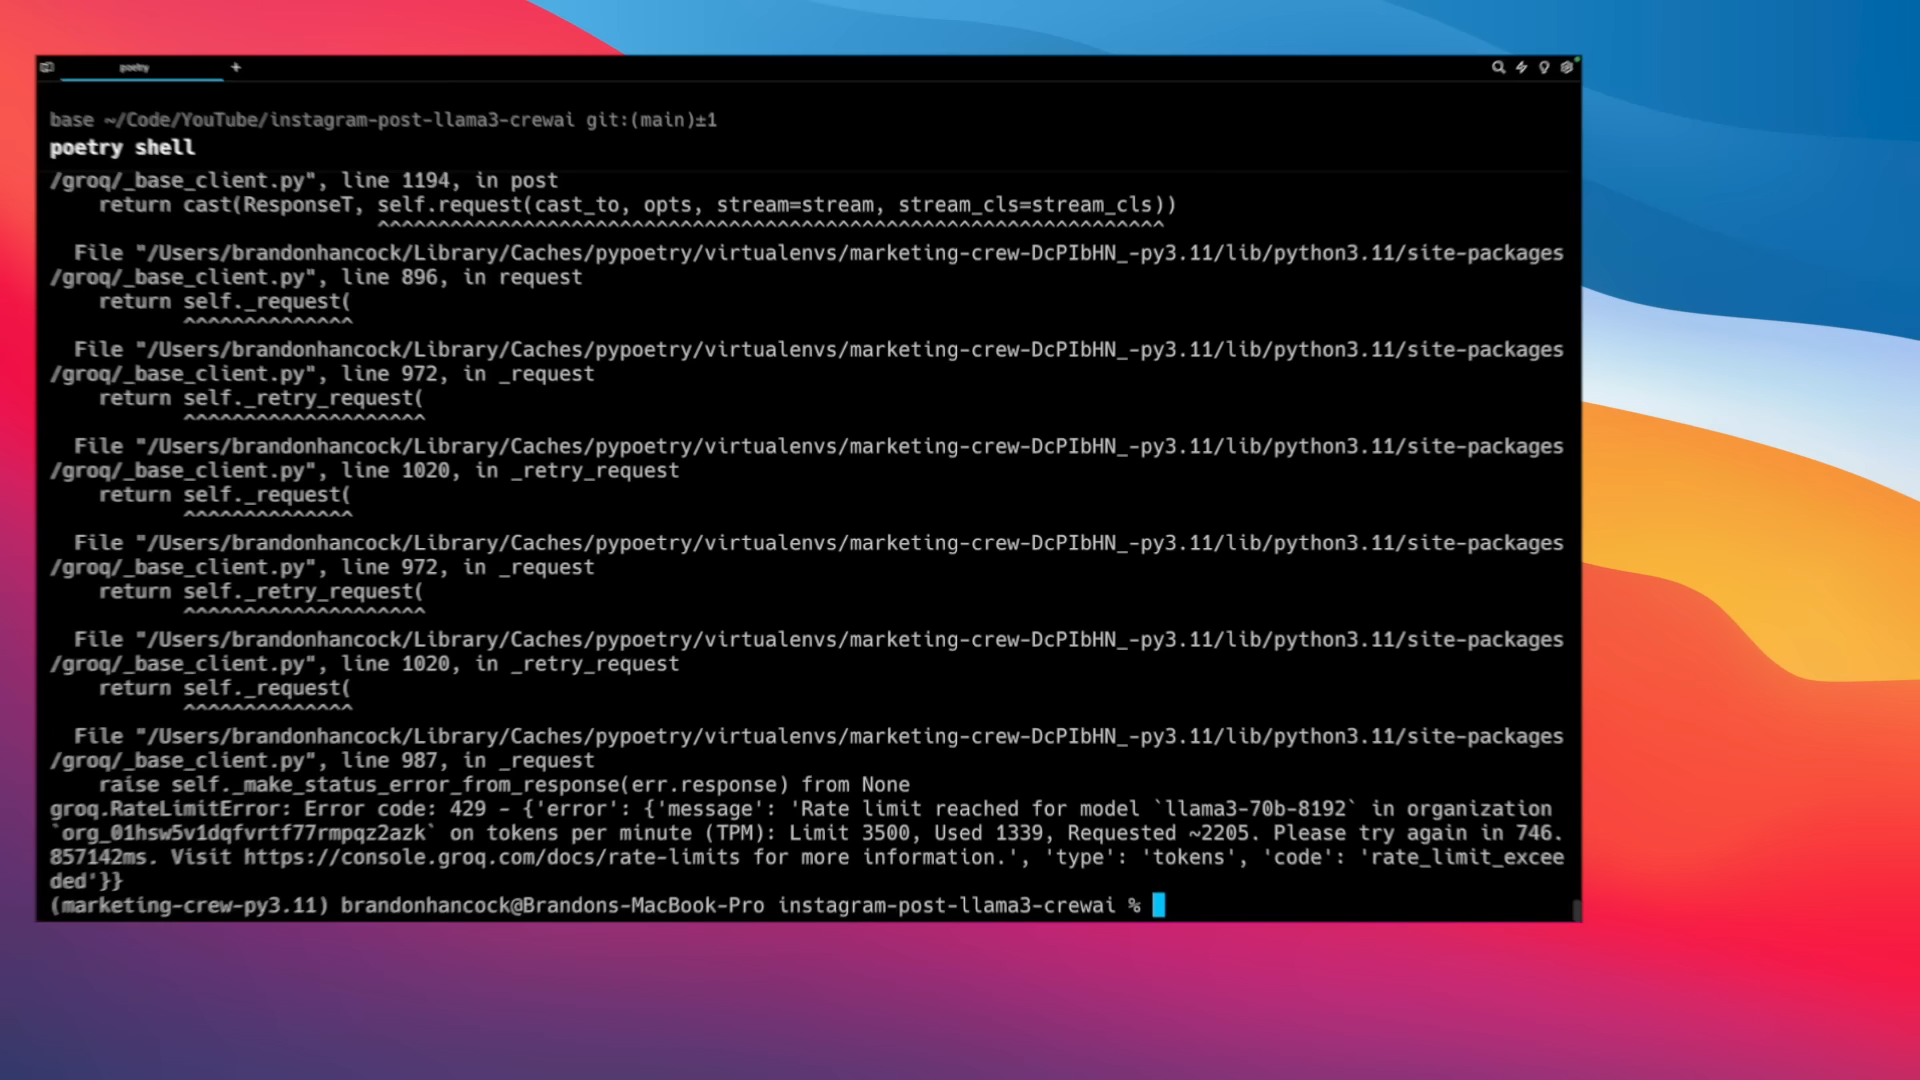 poetry
base ~/Code/YouTube/instagram-post-llama3-crewai git:(main)±1
poetry shell
/groq/_base_client.py", line 1194, in post
return cast(ResponseT, self.request(cast_to, opts, stream=stream, stream_cls=stream_cls))
^^^^^^^^^^^^^^^^^^^^^^^^^^^^^^^^^^^^^^^^^^^^^^^^^^^^^^^^^^^^^^^^^
File "/Users/brandonhancock/Library/Caches/pypoetry/virtualenvs/marketing-crew-DcPIbHN_-py3.11/lib/python3.11/site-packages
/groq/_base_client.py", line 896, in request
return self._request(
^^^^^^^^^^^^^^
File "/Users/brandonhancock/Library/Caches/pypoetry/virtualenvs/marketing-crew-DcPIbHN_-py3.11/lib/python3.11/site-packages
/groq/_base_client.py", line 972, in _request
return self._retry_request(
^^^^^^^^^^^^^^^^^^^^
File "/Users/brandonhancock/Library/Caches/pypoetry/virtualenvs/marketing-crew-DcPIbHN_-py3.11/lib/python3.11/site-packages
/groq/_base_client.py", line 1020, in _retry_request
return self._request(
^^^^^^^^^^^^^^
File "/Users/brandonhancock/Library/Caches/pypoetry/virtualenvs/marketing-crew-DcPIbHN_-py3.11/lib/python3.11/site-packages
/groq/_base_client.py", line 972, in _request
return self._retry_request(
^^^^^^^^^^^^^^^^^^^^
File "/Users/brandonhancock/Library/Caches/pypoetry/virtualenvs/marketing-crew-DcPIbHN_-py3.11/lib/python3.11/site-packages
/groq/_base_client.py", line 1020, in _retry_request
return self._request(
^^^^^^^^^^^^^^
File "/Users/brandonhancock/Library/Caches/pypoetry/virtualenvs/marketing-crew-DcPIbHN_-py3.11/lib/python3.11/site-packages
/groq/_base_client.py", line 987, in _request
raise self._make_status_error_from_response(err.response) from None
groq.RateLimitError: Error code: 429 - {'error': {'message': 'Rate limit reached for model `llama3-70b-8192` in organization
`org_01hsw5v1dqfvrtf77rmpqz2azk` on tokens per minute (TPM): Limit 3500, Used 1339, Requested ~2205. Please try again in 746.
857142ms. Visit https://console.groq.com/docs/rate-limits for more information.', 'type': 'tokens', 'code': 'rate_limit_excee
ded'}}
(marketing-crew-py3.11) brandonhancock@Brandons-MacBook-Pro instagram-post-llama3-crewai %